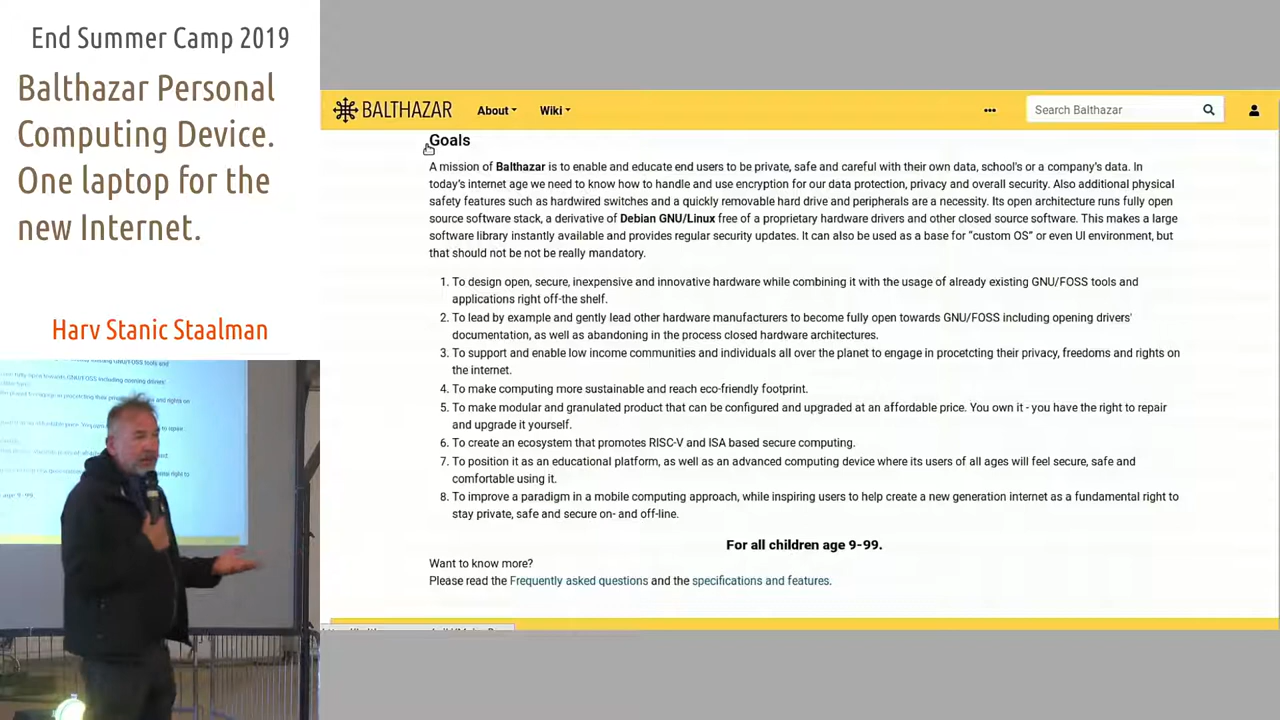 End Summer Camp 2019
Balthazar Personal
Computing Device.
One laptop for the
new Internet.
Harv Stanic Staalman
BALTHAZAR
About
Wiki
Search Balthazar
Goals
A mission of Balthazar is to enable and educate end users to be private, safe and careful with their own data, school's or a company's data. In
today's internet age we need to know how to handle and use encryption for our data protection, privacy and overall security. Also additional physical
safety features such as hardwired switches and a quickly removable hard drive and peripherals are a necessity. Its open architecture runs fully open
source software stack, a derivative of Debian GNU/Linux free of a proprietary hardware drivers and other closed source software. This makes a large
software library instantly available and provides regular security updates. It can also be used as a base for "custom OS" or even UI environment, but
that should not be not be really mandatory.
1. To design open, secure, inexpensive and innovative hardware while combining it with the usage of already existing GNU/FOSS tools and
applications right off-the shelf.
2. To lead by example and gently lead other hardware manufacturers to become fully open towards GNU/FOSS including opening drivers'
documentation, as well as abandoning in the process closed hardware architectures.
3. To support and enable low income communities and individuals all over the planet to engage in procetcting their privacy, freedoms and rights on
the internet.
4. To make computing more sustainable and reach eco-friendly footprint.
5. To make modular and granulated product that can be configured and upgraded at an affordable price. You own it - you have the right to repair
and upgrade it yourself.
6. To create an ecosystem that promotes RISC-V and ISA based secure computing.
7. To position it as an educational platform, as well as an advanced computing device where its users of all ages will feel secure, safe and
comfortable using it.
8. To improve a paradigm in a mobile computing approach, while inspiring users to help create a new generation internet as a fundamental right to
stay private, safe and secure on- and off-line.
For all children age 9-99.
Want to know more?
Please read the Frequently asked questions and the specifications and features.